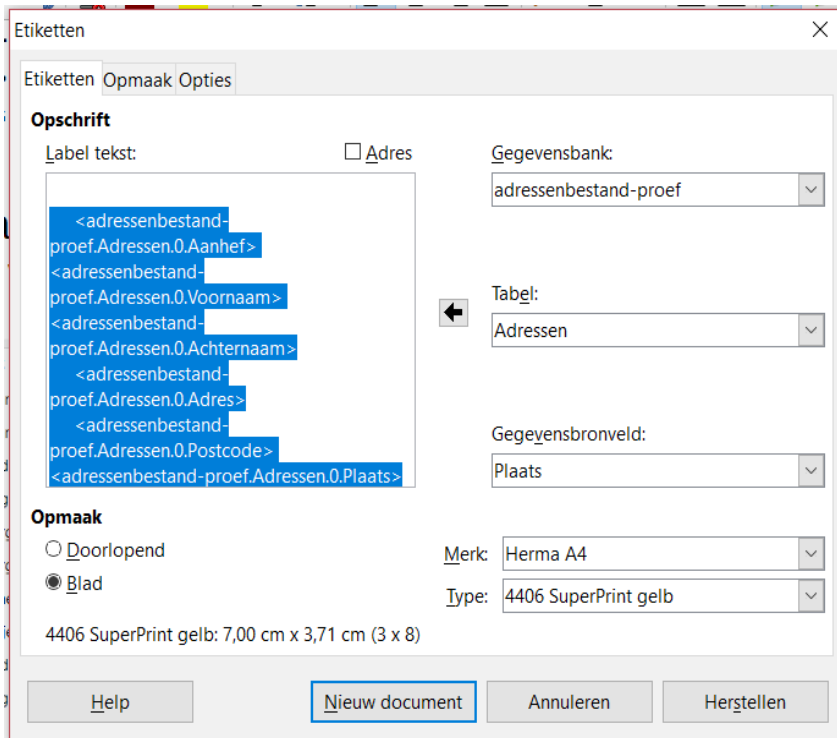 Etiketten
Etiketten Opmaak Opties
Opschrift
Label tekst:
Adres
<adressenbestand-
proef.Adressen.0.Aanhef>
<adressenbestand-
proef.Adressen.0.Voornaam>
<adressenbestand-
proef.Adressen.0.Achternaam>
<adressenbestand-
proef.Adressen.0.Adres>
<adressenbestand-
proef.Adressen.0.Postcode>
<adressenbestand-proef.Adressen.0.Plaats>
Gegevensbank:
adressenbestand-proef
Tabel:
Adressen
Gegevensbronveld:
Plaats
Opmaak
Doorlopend
Blad
4406 SuperPrint gelb: 7,00 cm x 3,71 cm (3 x 8)
Merk: Herma A4
Type: 4406 SuperPrint gelb
Help Nieuw document Annuleren Herstellen